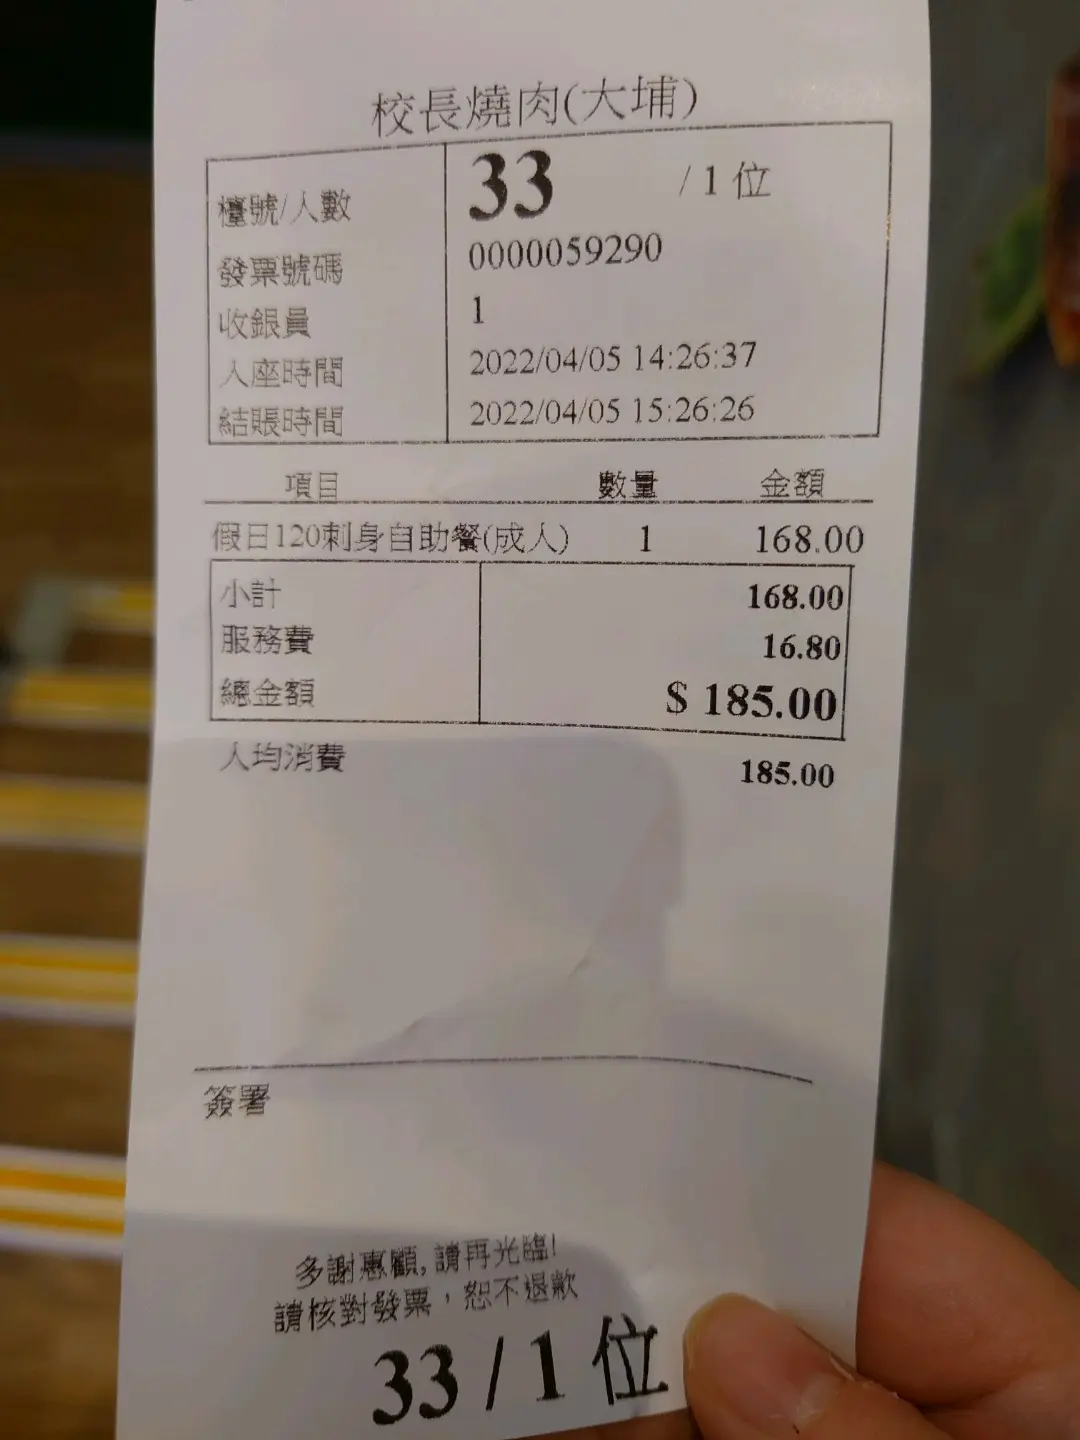 校長燒肉(大埔)
檯號/人數 33 / 1 位
發票號碼 0000059290
收銀員 1
入座時間 2022/04/05 14:26:37
結賬時間 2022/04/05 15:26:26
項目 數量 金額
假日120刺身自助餐(成人) 1 168.00
小計 168.00
服務費 16.80
總金額 $ 185.00
人均消費 185.00
簽署
多謝惠顧,請再光臨!
請核對發票,恕不退款
33 / 1 位